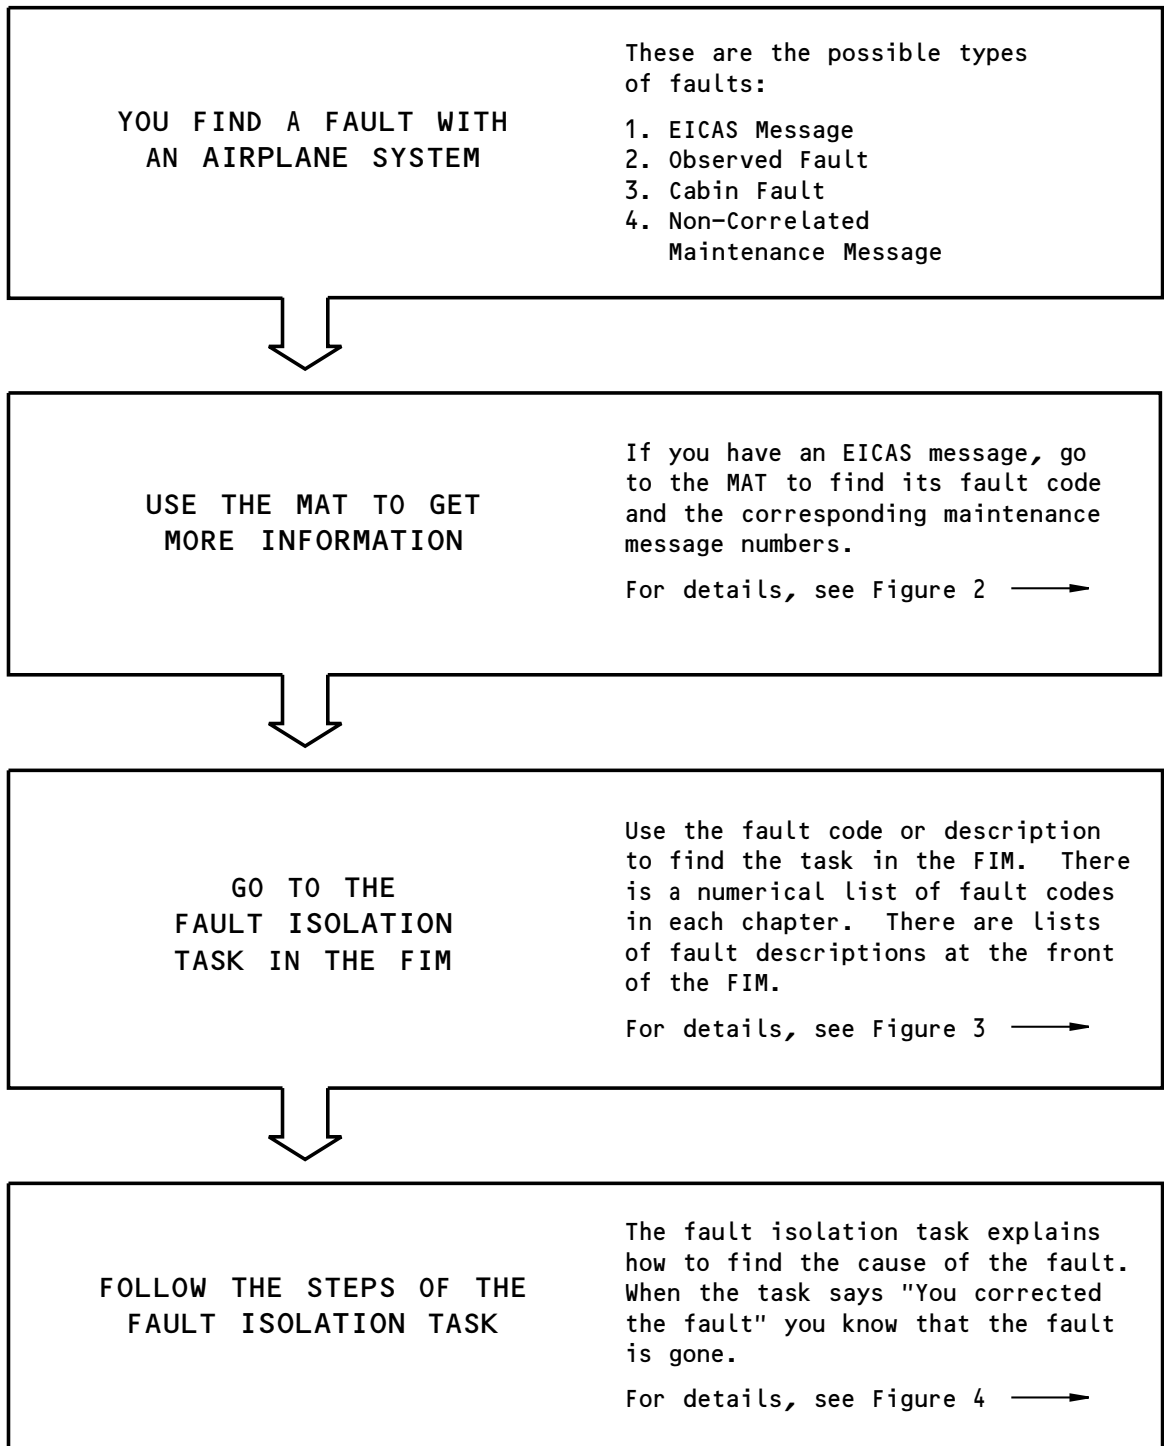 YOU FIND A FAULT WITH
AN AIRPLANE SYSTEM
These are the possible types
of faults:
1. EICAS Message
2. Observed Fault
3. Cabin Fault
4. Non-Correlated
Maintenance Message
USE THE MAT TO GET
MORE INFORMATION
If you have an EICAS message, go
to the MAT to find its fault code
and the corresponding maintenance
message numbers.
For details, see Figure 2
GO TO THE
FAULT ISOLATION
TASK IN THE FIM
Use the fault code or description
to find the task in the FIM. There
is a numerical list of fault codes
in each chapter. There are lists
of fault descriptions at the front
of the FIM.
For details, see Figure 3
FOLLOW THE STEPS OF THE
FAULT ISOLATION TASK
The fault isolation task explains
how to find the cause of the fault.
When the task says "You corrected
the fault" you know that the fault
is gone.
For details, see Figure 4